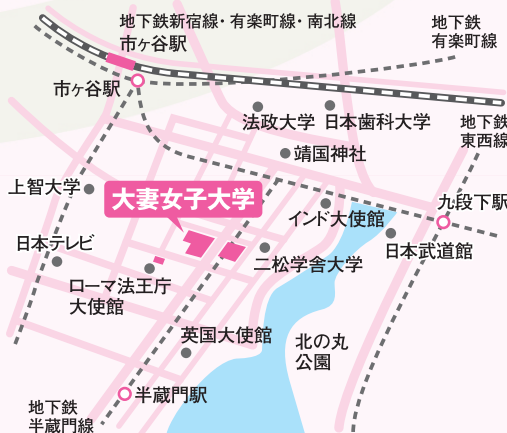 地下鉄新宿線・有楽町線・南北線
市ヶ谷駅
地下鉄
有楽町線
市ヶ谷駅
法政大学
日本歯科大学
地下鉄
東西線
靖国神社
上智大学
大妻女子大学
九段下駅
インド大使館
日本テレビ
日本武道館
二松学舎大学
ローマ法王庁
大使館
英国大使館
北の丸
公園
半蔵門駅
地下鉄
半蔵門線